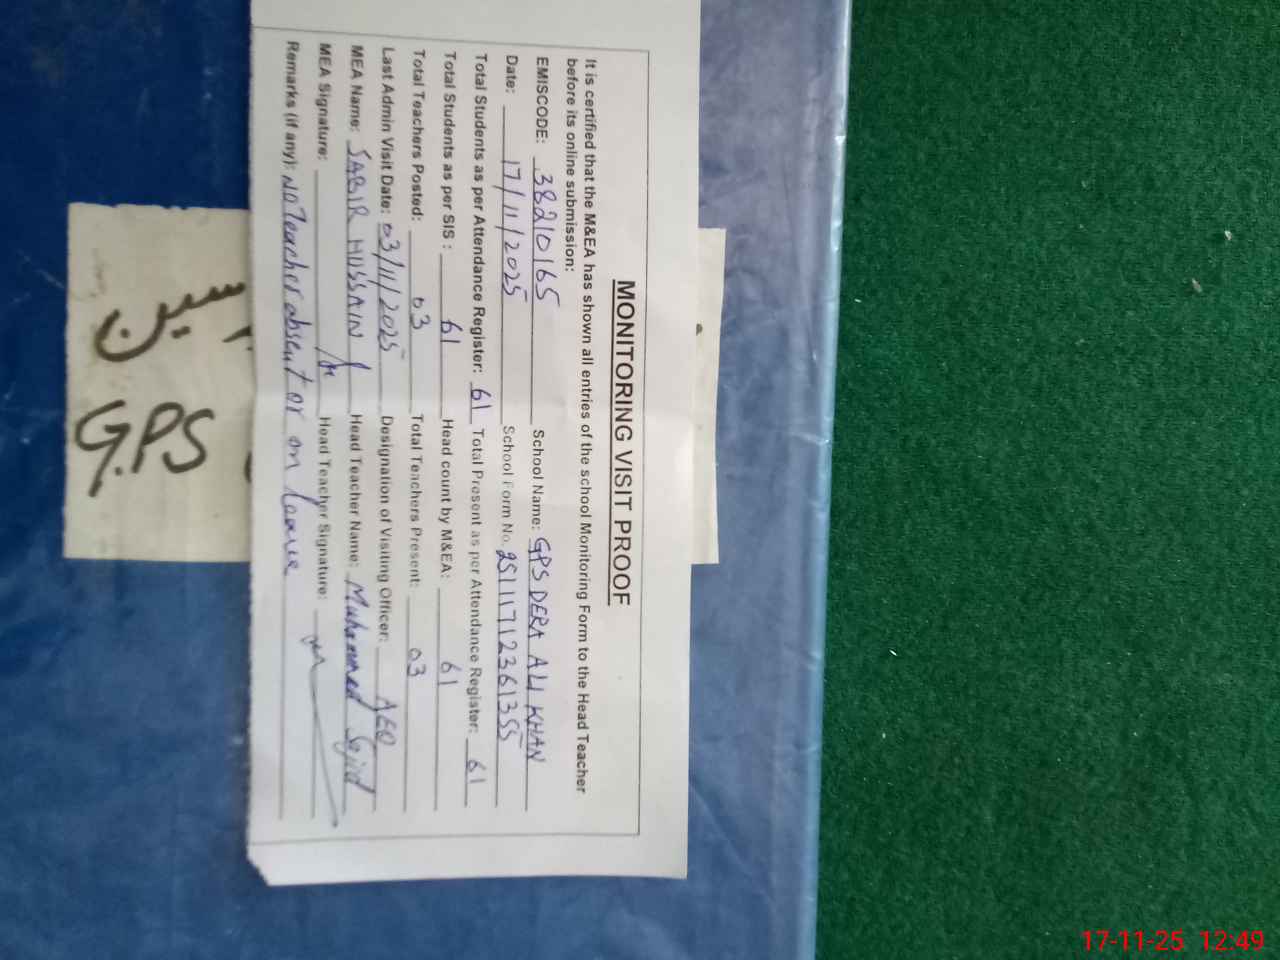 MONITORING VISIT PROOF
It is certified that the M&EA has shown all entries of the school Monitoring Form to the Head Teacher
before its online submission:
EMISCODE: 38210165 School Name: GPS DERA ALI KHAN
Date: 17/11/2025 School Form No. 25111712361355
Total Students as per Attendance Register: 61 Total Present as per Attendance Register: 61
Total Students as per SIS : 61 Head count by M&EA: 61
Total Teachers Posted: 03 Total Teachers Present: 03
Last Admin Visit Date: 03/11/2025 Designation of Visiting Officer: AEO
MEA Name: SABIR HUSSAIN Head Teacher Name: Muhammad Sajid
MEA Signature: Head Teacher Signature:
Remarks (if any): No Teacher absent or on leave
GPS
17-11-25 12:49